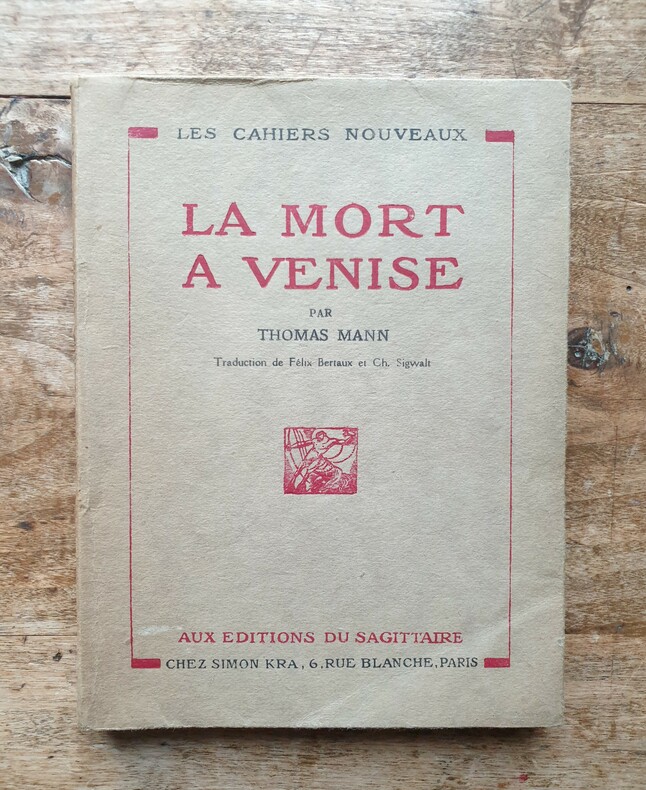 LES CAHIERS NOUVEAUX
LA MORT
A VENISE
PAR
THOMAS MANN
Traduction de Félix Bertaux et Ch. Sigwalt
AUX EDITIONS DU SAGITTAIRE
CHEZ SIMON KRA, 6, RUE BLANCHE, PARIS